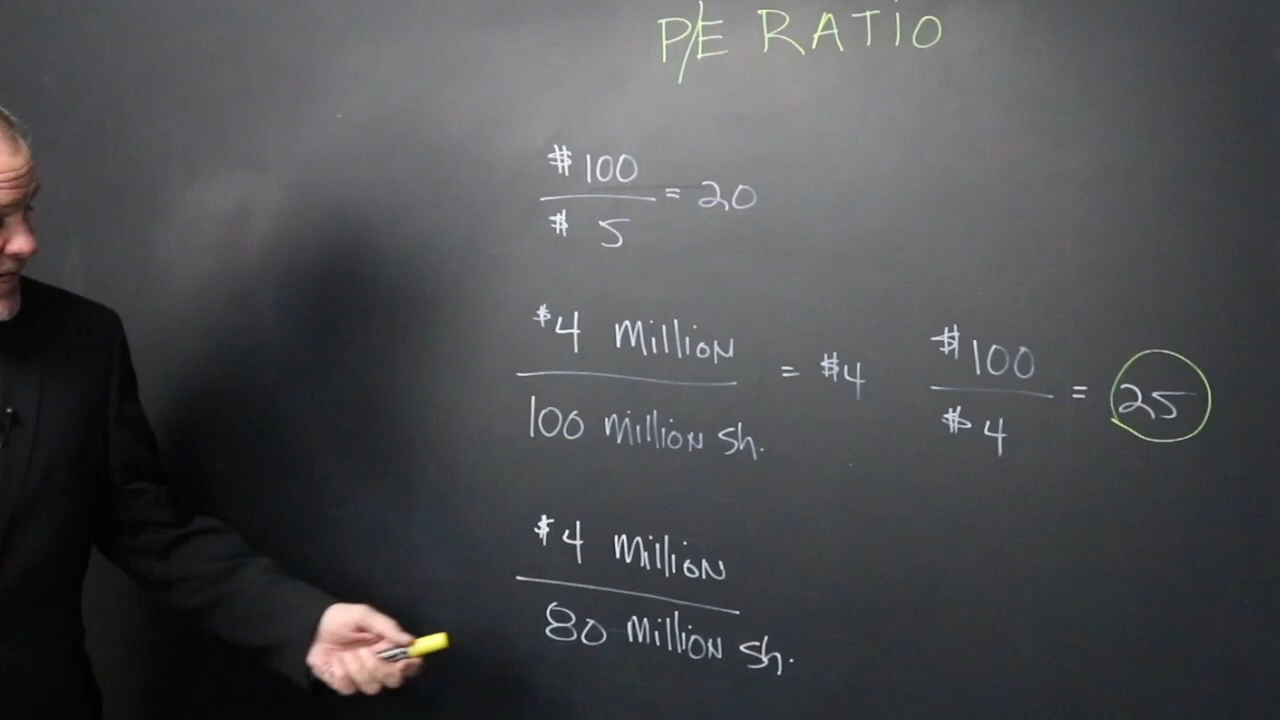 P/E RATIO
$ 100
= 20
$ 5
$4 Million
= $4
100 Million Sh.
$100
= 25
$ 4
$4 Million
80 Million Sh.